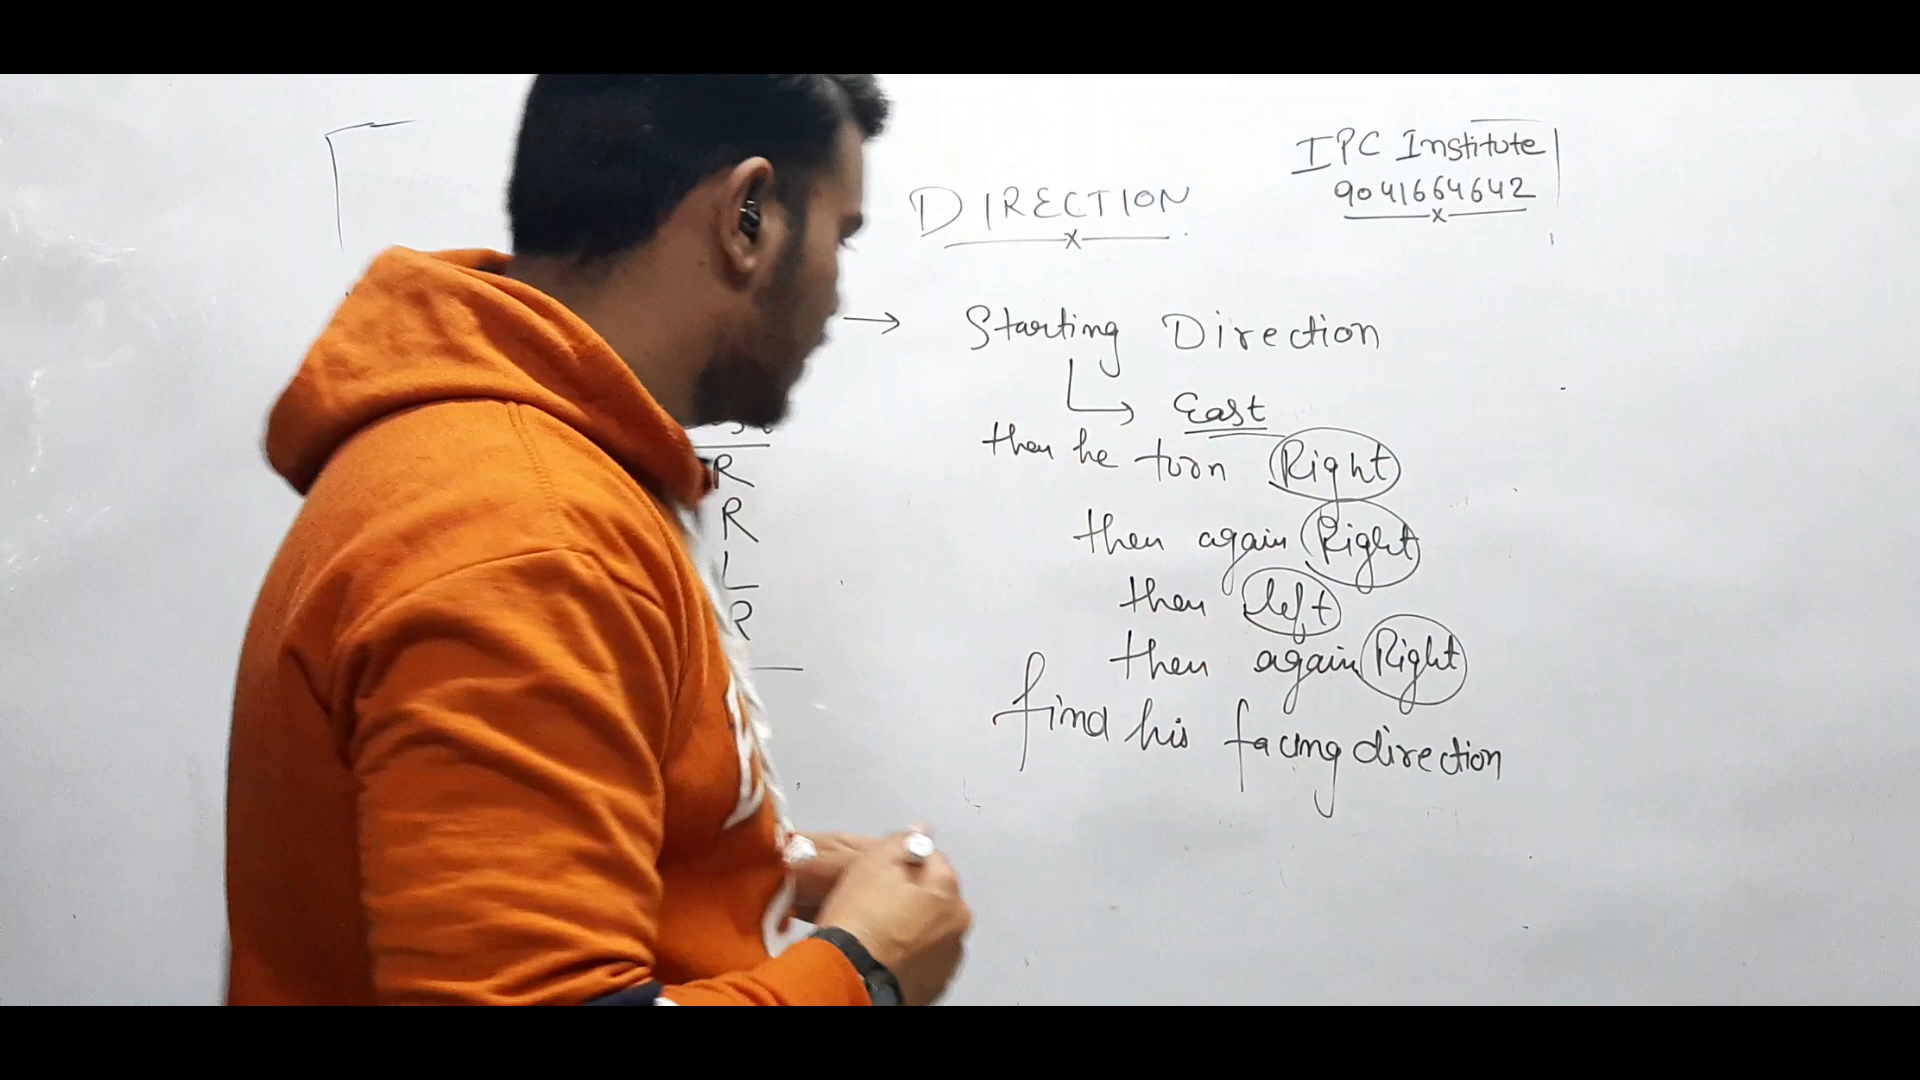 IPC Institute
9041664642
DIRECTION
→ Starting Direction
East
then he turn Right
then again Right
then left
then again Right
find his facing direction
R
R
L
R